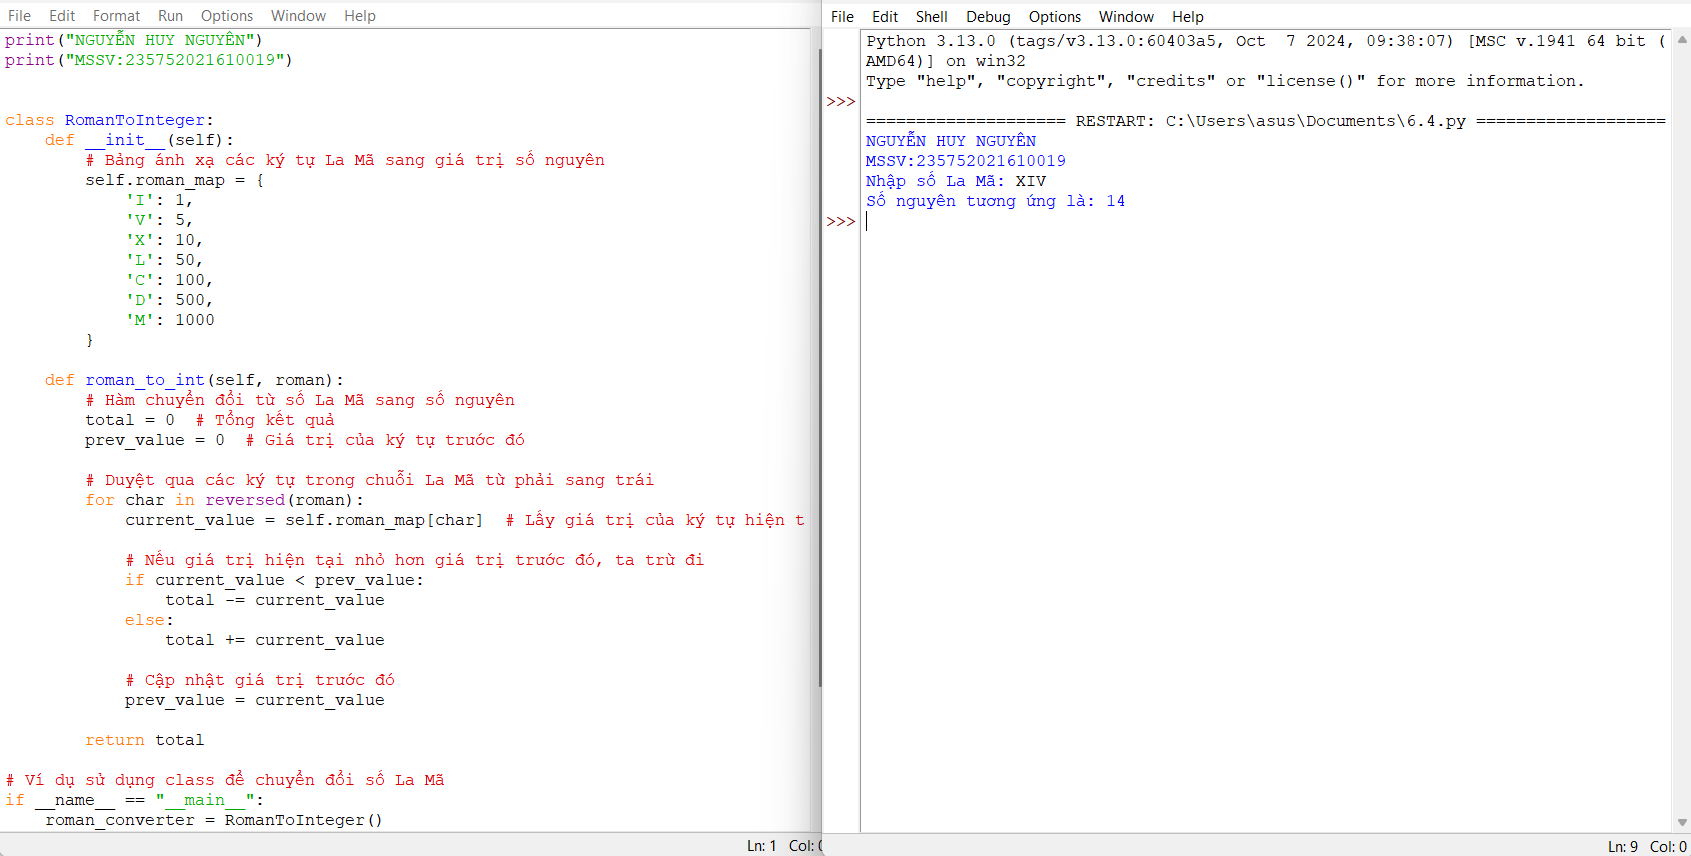 File Edit Format Run Options Window Help
print("NGUYỄN HUY NGUYÊN")
print("MSSV:235752021610019")
class RomanToInteger:
    def __init__(self):
        # Bảng ánh xạ các ký tự La Mã sang giá trị số nguyên
        self.roman_map = {
            'I': 1,
            'V': 5,
            'X': 10,
            'L': 50,
            'C': 100,
            'D': 500,
            'M': 1000
        }
    def roman_to_int(self, roman):
        # Hàm chuyển đổi từ số La Mã sang số nguyên
        total = 0  # Tổng kết quả
        prev_value = 0  # Giá trị của ký tự trước đó
        # Duyệt qua các ký tự trong chuỗi La Mã từ phải sang trái
        for char in reversed(roman):
            current_value = self.roman_map[char]  # Lấy giá trị của ký tự hiện t
            # Nếu giá trị hiện tại nhỏ hơn giá trị trước đó, ta trừ đi
            if current_value < prev_value:
                total -= current_value
            else:
                total += current_value
            # Cập nhật giá trị trước đó
            prev_value = current_value
        return total
# Ví dụ sử dụng class để chuyển đổi số La Mã
if __name__ == "__main__":
    roman_converter = RomanToInteger()
Ln: 1 Col: 0
File Edit Shell Debug Options Window Help
Python 3.13.0 (tags/v3.13.0:60403a5, Oct  7 2024, 09:38:07) [MSC v.1941 64 bit (
AMD64)] on win32
Type "help", "copyright", "credits" or "license()" for more information.
>>>
==================== RESTART: C:\Users\asus\Documents\6.4.py ===================
NGUYỄN HUY NGUYÊN
MSSV:235752021610019
Nhập số La Mã: XIV
Số nguyên tương ứng là: 14
>>>
Ln: 9 Col: 0